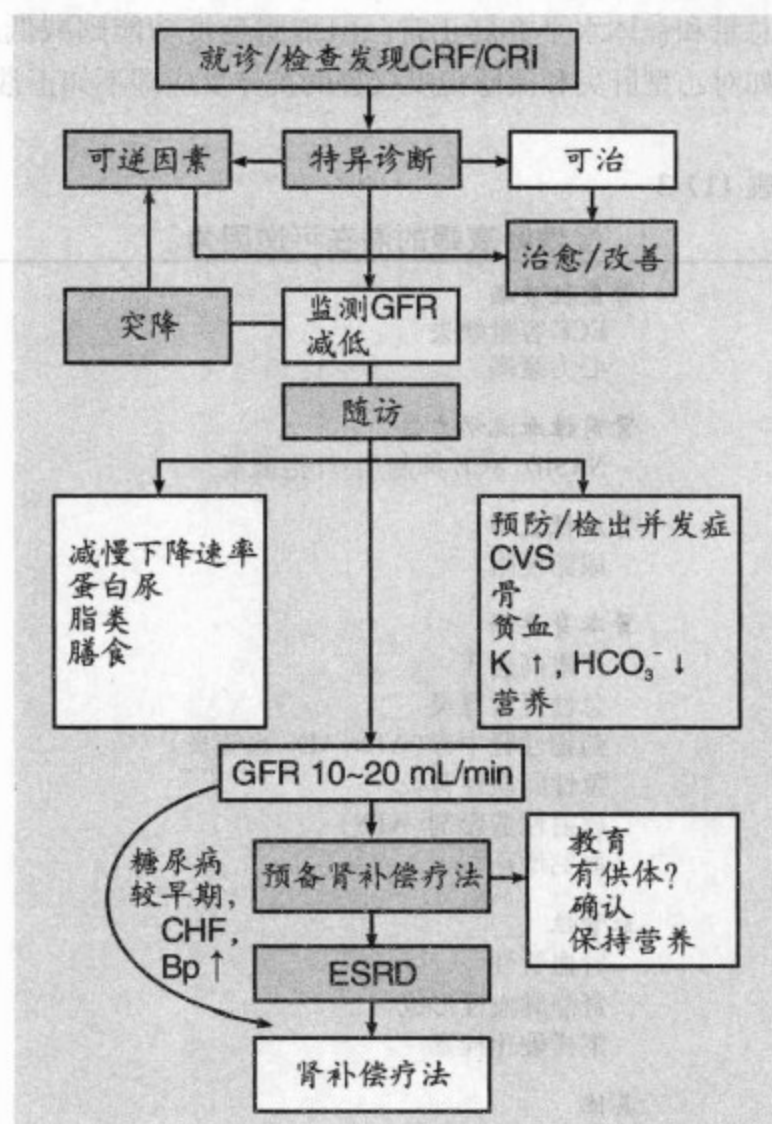 就诊/检查发现CRF/CRI
可逆因素
特异诊断
可治
治愈/改善
突降
监测GFR
减低
随访
减慢下降速率
蛋白尿
脂类
膳食
预防/检出并发症
CVS
骨
贫血
K ↑, HCO₃⁻ ↓
营养
GFR 10~20 mL/min
糖尿病
较早期,
CHF,
Bp ↑
预备肾补偿疗法
教育
有供体?
确认
保持营养
ESRD
肾补偿疗法